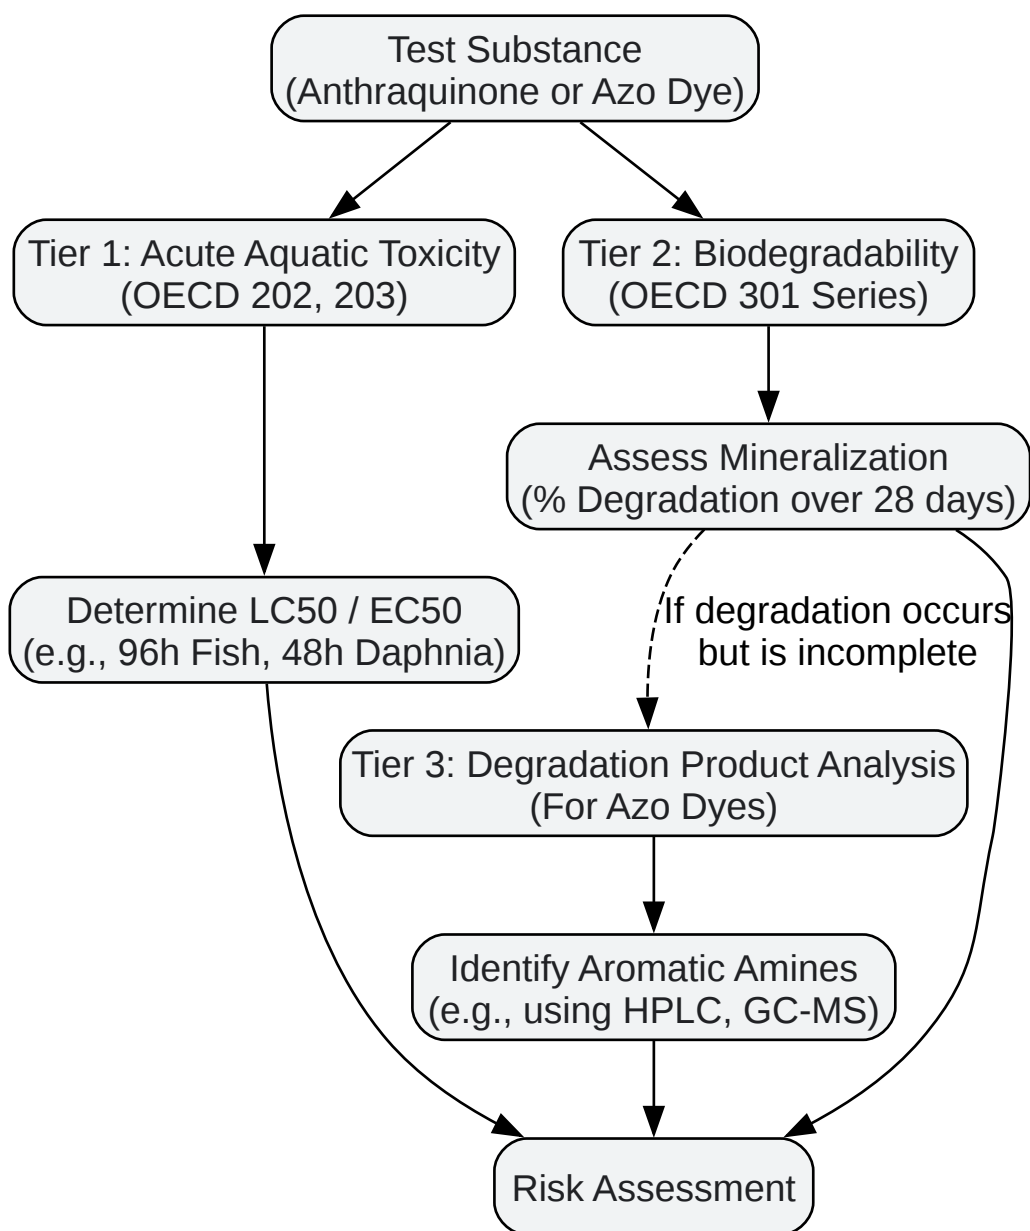 Test Substance
(Anthraquinone or Azo Dye)
Tier 1: Acute Aquatic Toxicity
(OECD 202, 203)
Tier 2: Biodegradability
(OECD 301 Series)
Assess Mineralization
(% Degradation over 28 days)
Determine LC50 / EC50
(e.g., 96h Fish, 48h Daphnia)
If degradation occurs
but is incomplete
Tier 3: Degradation Product Analysis
(For Azo Dyes)
Identify Aromatic Amines
(e.g., using HPLC, GC-MS)
Risk Assessment